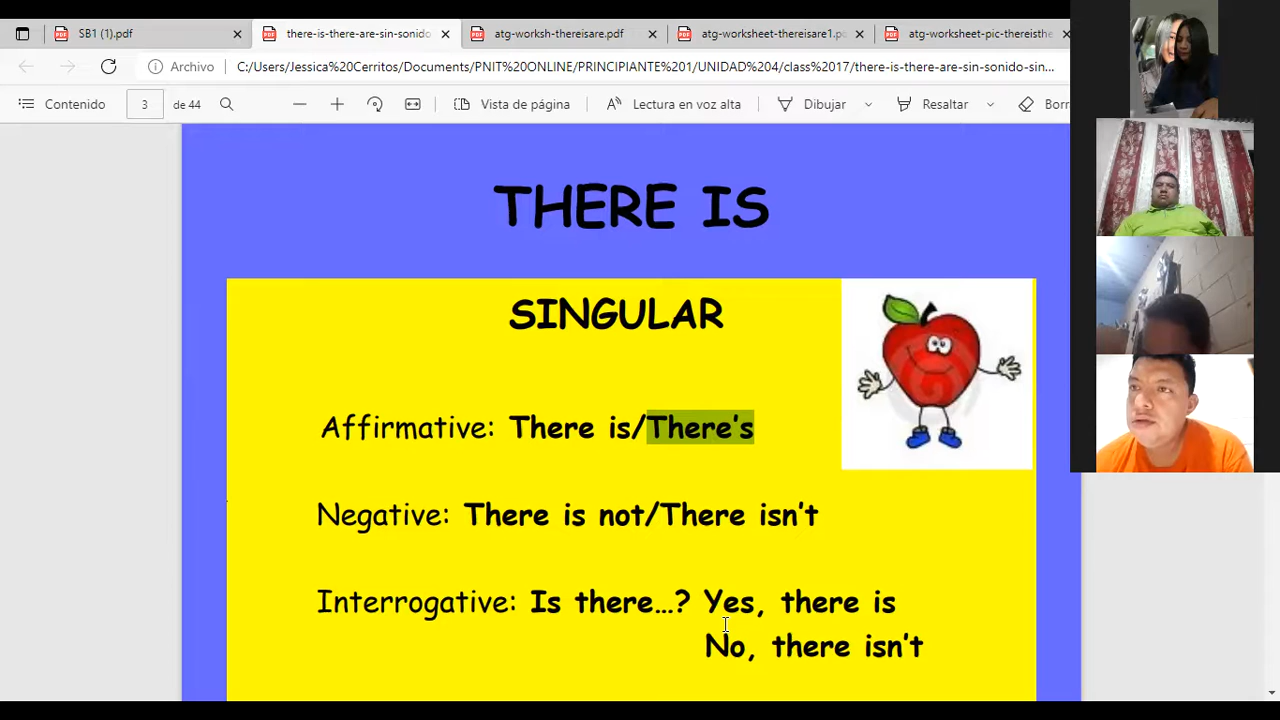 SB1 (1).pdf
there-is-there-are-sin-sonido
atg-worksh-thereisare.pdf
atg-worksheet-thereisare1.po
atg-worksheet-pic-thereisthe
Archivo
C:/Users/Jessica%20Cerritos/Documents/PNIT%20ONLINE/PRINCIPIANTE%201/UNIDAD%204/class%2017/there-is-there-are-sin-sonido-sin...
Contenido
3
de 44
Vista de página
Lectura en voz alta
Dibujar
Resaltar
Borr
THERE IS
SINGULAR
Affirmative: There is/There's
Negative: There is not/There isn't
Interrogative: Is there...? Yes, there is
No, there isn't